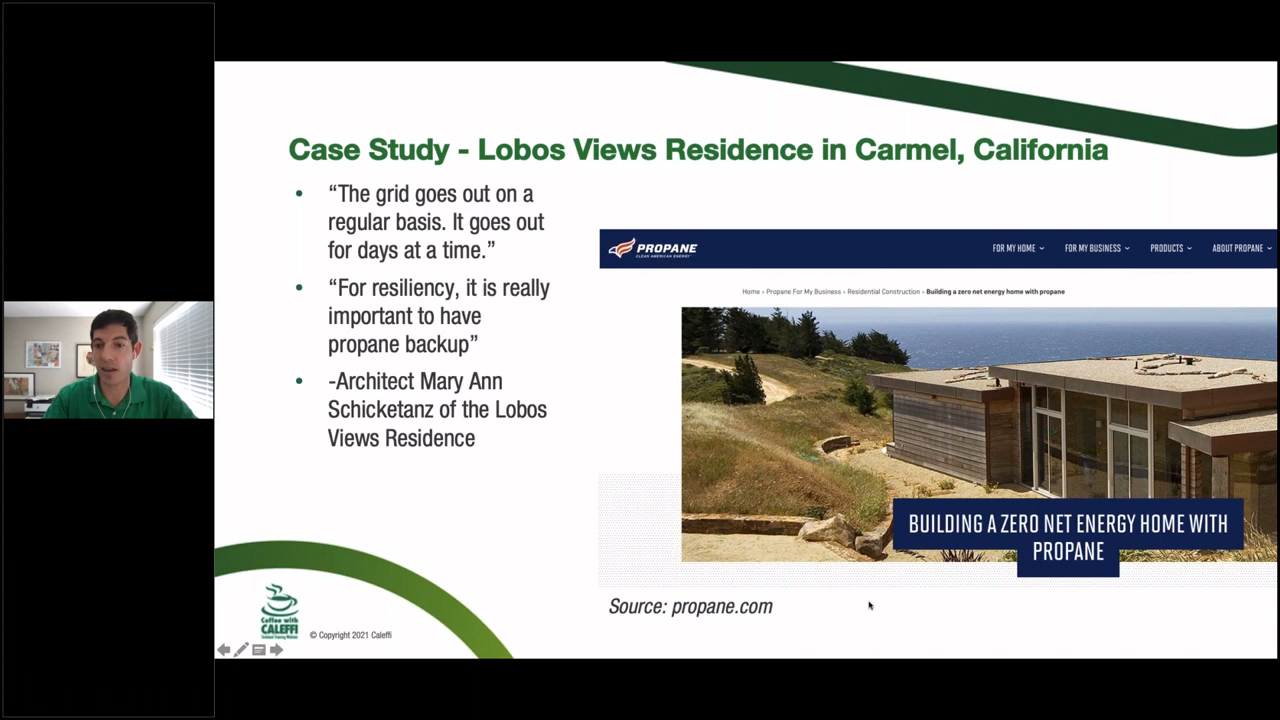 Case Study - Lobos Views Residence in Carmel, California
• “The grid goes out on a
regular basis. It goes out
for days at a time.”
• “For resiliency, it is really
important to have
propane backup”
• -Architect Mary Ann
Schicketanz of the Lobos
Views Residence
PROPANE
CLEAN AMERICAN ENERGY
FOR MY HOME
FOR MY BUSINESS
PRODUCTS
ABOUT PROPANE
Home › Propane For My Business › Residential Construction › Building a zero net energy home with propane
BUILDING A ZERO NET ENERGY HOME WITH
PROPANE
Source: propane.com
Coffee with
CALEFFI
© Copyright 2021 Caleffi